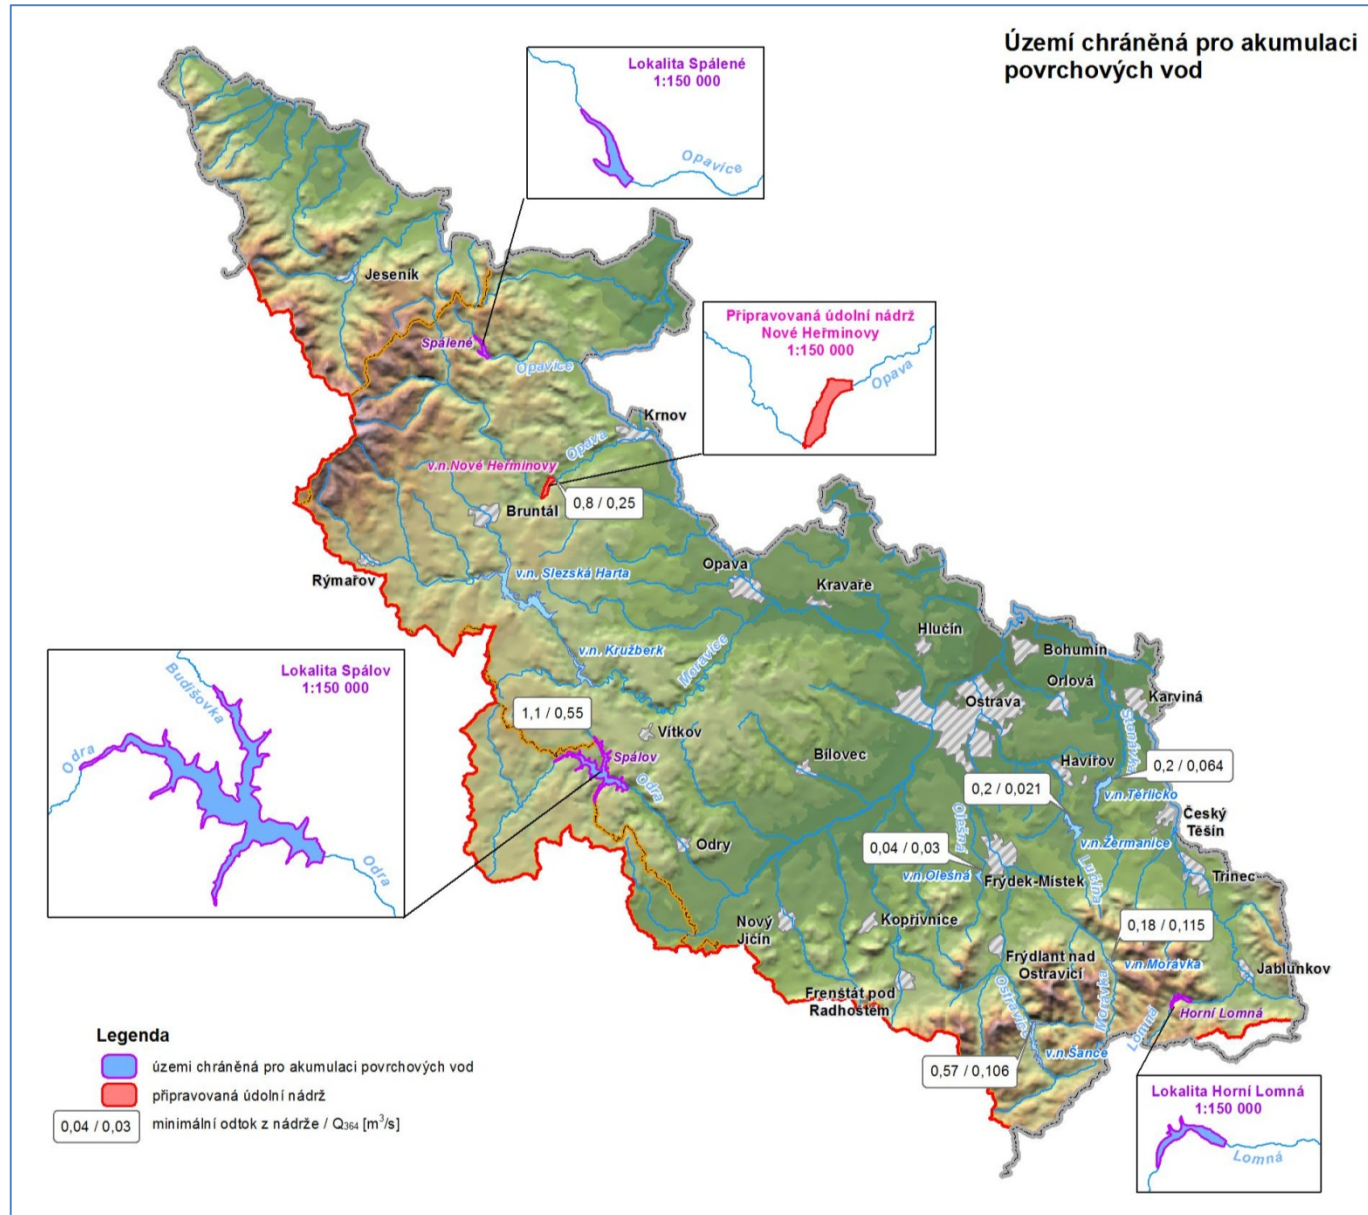 Území chráněná pro akumulaci
povrchových vod
Lokalita Spálené
1:150 000
Opavice
Jeseník
Spálené
Opavice
Připravovaná údolní nádrž
Nové Heřminovy
1:150 000
Opava
Krnov
Opava
v.n.Nové Heřminovy
0,8 / 0,25
Bruntál
Rýmařov
v.n. Slezská Harta
Opava
Kravaře
Hlučín
Bohumín
Orlová
Karviná
v.n. Kružberk
Moravice
Ostrava
Stonávka
Lokalita Spálov
1:150 000
Budišovka
Odra
Odra
1,1 / 0,55
Vítkov
Spálov
Odra
Bílovec
Havířov
0,2 / 0,064
0,2 / 0,021
v.n.Těrlicko
Český
Těšín
Olešná
v.n.Žermanice
0,04 / 0,03
Odry
v.n.Olešná
Frýdek-Místek
Lučina
Třinec
Nový
Jičín
Kopřivnice
0,18 / 0,115
Frýdlant nad
Ostravicí
v.n.Morávka
Jablunkov
Frenštát pod
Radhoštěm
Ostravice
Morávka
Lomná
Horní Lomná
v.n.Šance
0,57 / 0,106
Lokalita Horní Lomná
1:150 000
Lomná
Legenda
území chráněná pro akumulaci povrchových vod
připravovaná údolní nádrž
0,04 / 0,03 minimální odtok z nádrže / Q₃₆₄ [m³/s]